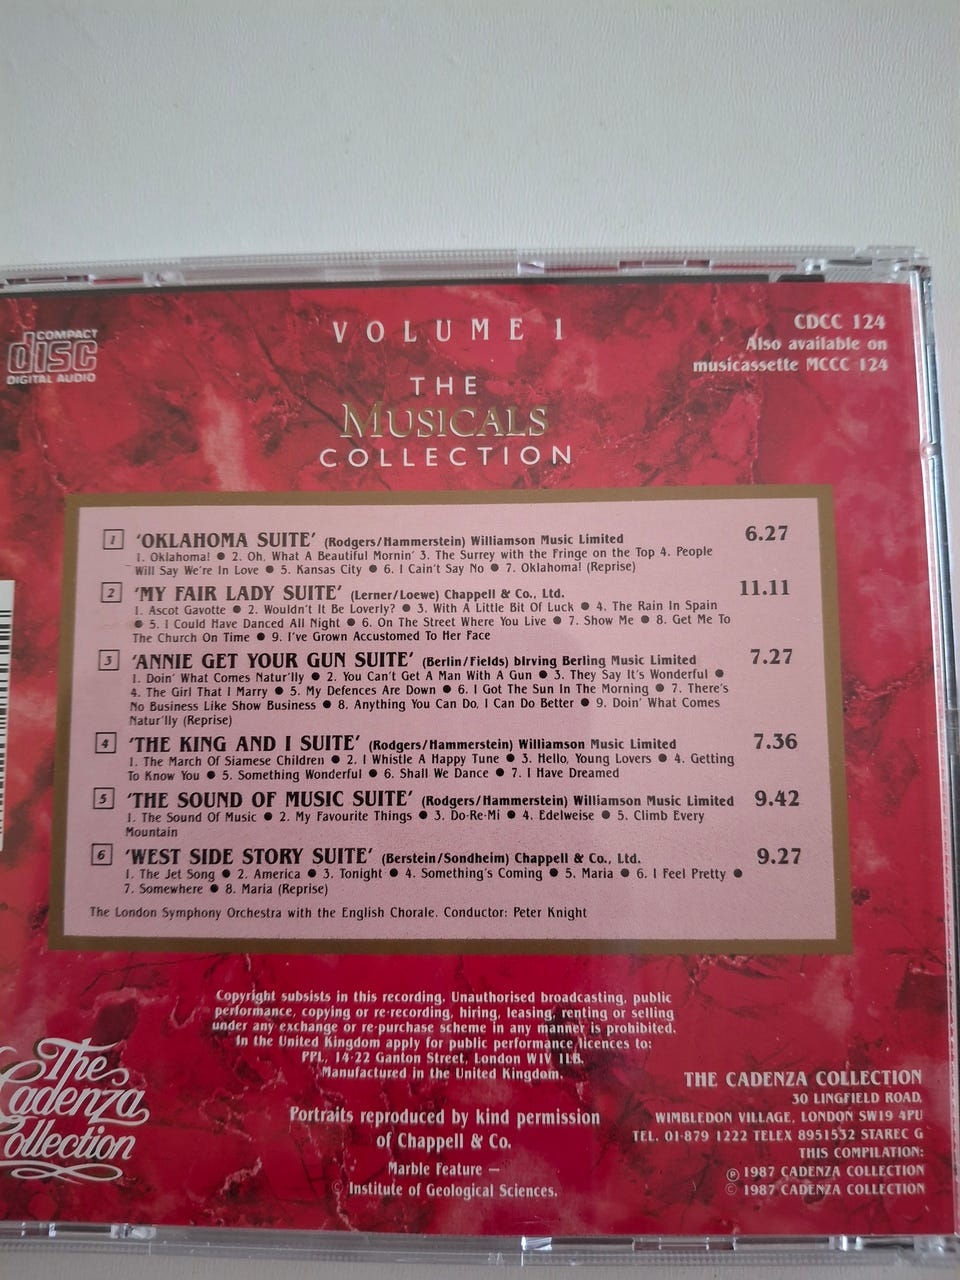 COMPACT
disc
DIGITAL AUDIO
VOLUME 1
CDCC 124
Also available on
musicassette MCCC 124
THE
MUSICALS
COLLECTION
1 'OKLAHOMA SUITE' (Rodgers/Hammerstein) Williamson Music Limited 6.27
1. Oklahoma! ● 2. Oh, What A Beautiful Mornin' 3. The Surrey with the Fringe on the Top 4. People
Will Say We're In Love ● 5. Kansas City ● 6. I Cain't Say No ● 7. Oklahoma! (Reprise)
2 'MY FAIR LADY SUITE' (Lerner/Loewe) Chappell & Co., Ltd. 11.11
1. Ascot Gavotte ● 2. Wouldn't It Be Loverly? ● 3. With A Little Bit Of Luck ● 4. The Rain In Spain
● 5. I Could Have Danced All Night ● 6. On The Street Where You Live ● 7. Show Me ● 8. Get Me To
The Church On Time ● 9. I've Grown Accustomed To Her Face
3 'ANNIE GET YOUR GUN SUITE' (Berlin/Fields) bIrving Berling Music Limited 7.27
1. Doin' What Comes Natur'lly ● 2. You Can't Get A Man With A Gun ● 3. They Say It's Wonderful ●
4. The Girl That I Marry ● 5. My Defences Are Down ● 6. I Got The Sun In The Morning ● 7. There's
No Business Like Show Business ● 8. Anything You Can Do, I Can Do Better ● 9. Doin' What Comes
Natur'lly (Reprise)
4 'THE KING AND I SUITE' (Rodgers/Hammerstein) Williamson Music Limited 7.36
1. The March Of Siamese Children ● 2. I Whistle A Happy Tune ● 3. Hello, Young Lovers ● 4. Getting
To Know You ● 5. Something Wonderful ● 6. Shall We Dance ● 7. I Have Dreamed
5 'THE SOUND OF MUSIC SUITE' (Rodgers/Hammerstein) Williamson Music Limited 9.42
1. The Sound Of Music ● 2. My Favourite Things ● 3. Do-Re-Mi ● 4. Edelweise ● 5. Climb Every
Mountain
6 'WEST SIDE STORY SUITE' (Berstein/Sondheim) Chappell & Co., Ltd. 9.27
1. The Jet Song ● 2. America ● 3. Tonight ● 4. Something's Coming ● 5. Maria ● 6. I Feel Pretty ●
7. Somewhere ● 8. Maria (Reprise)
The London Symphony Orchestra with the English Chorale. Conductor: Peter Knight
Copyright subsists in this recording. Unauthorised broadcasting, public
performance, copying or re-recording, hiring, leasing, renting or selling
under any exchange or re-purchase scheme in any manner is prohibited.
In the United Kingdom apply for public performance licences to:
PPL, 14-22 Ganton Street, London W1V 1LB.
Manufactured in the United Kingdom.
Portraits reproduced by kind permission
of Chappell & Co.
Marble Feature —
© Institute of Geological Sciences.
The
Cadenza
Collection
THE CADENZA COLLECTION
30 LINGFIELD ROAD,
WIMBLEDON VILLAGE, LONDON SW19 4PU
TEL. 01-879 1222 TELEX 8951532 STAREC G
THIS COMPILATION:
℗ 1987 CADENZA COLLECTION
© 1987 CADENZA COLLECTION